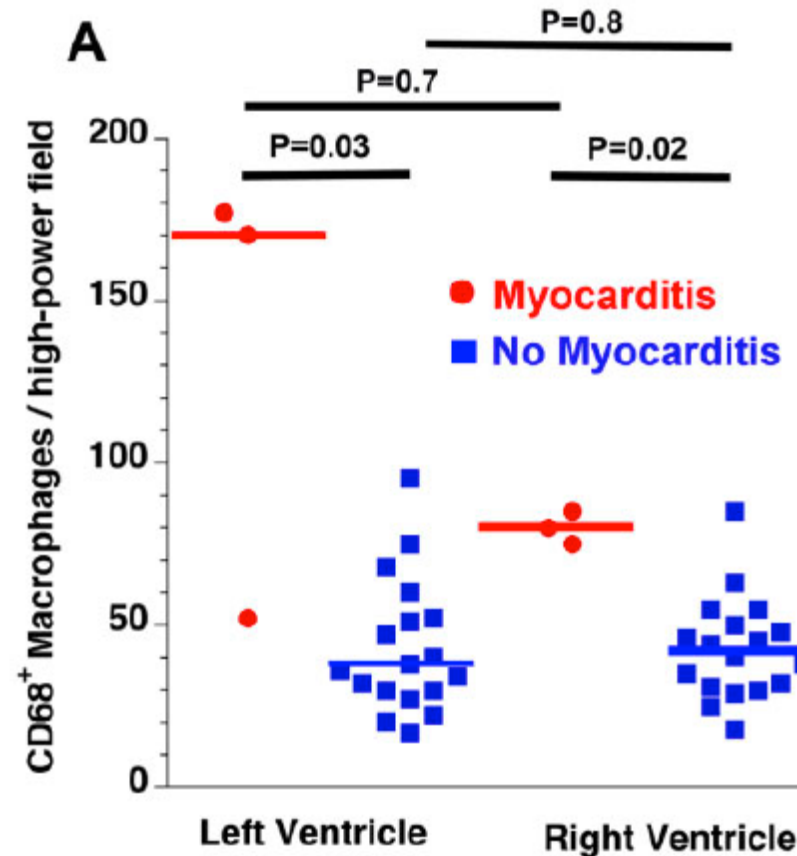 A
P=0.8
P=0.7
P=0.03
P=0.02
CD68+ Macrophages / high-power field
200
150
100
50
0
Myocarditis
No Myocarditis
Left Ventricle
Right Ventricle